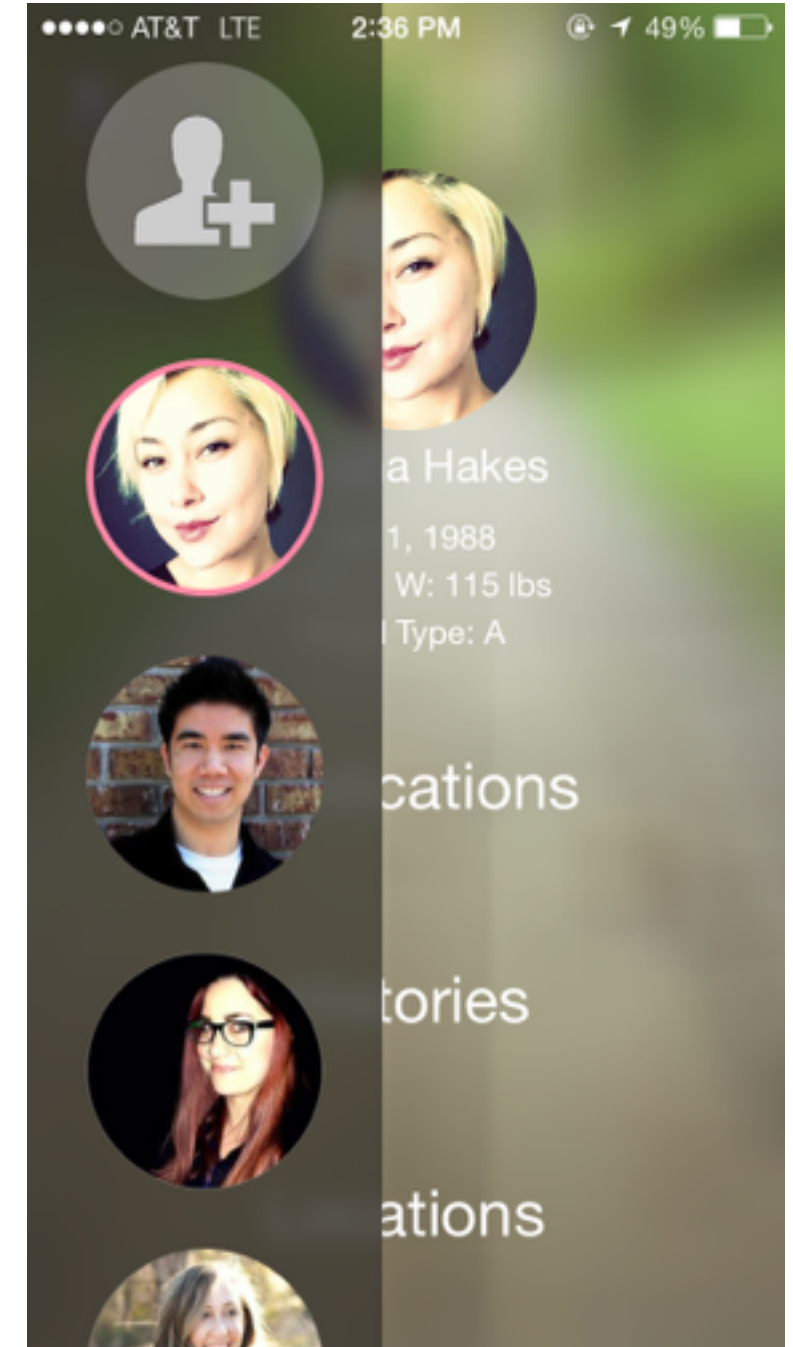 AT&T LTE 2:36 PM 49%
a Hakes
1, 1988
W: 115 lbs
Type: A
cations
tories
ations